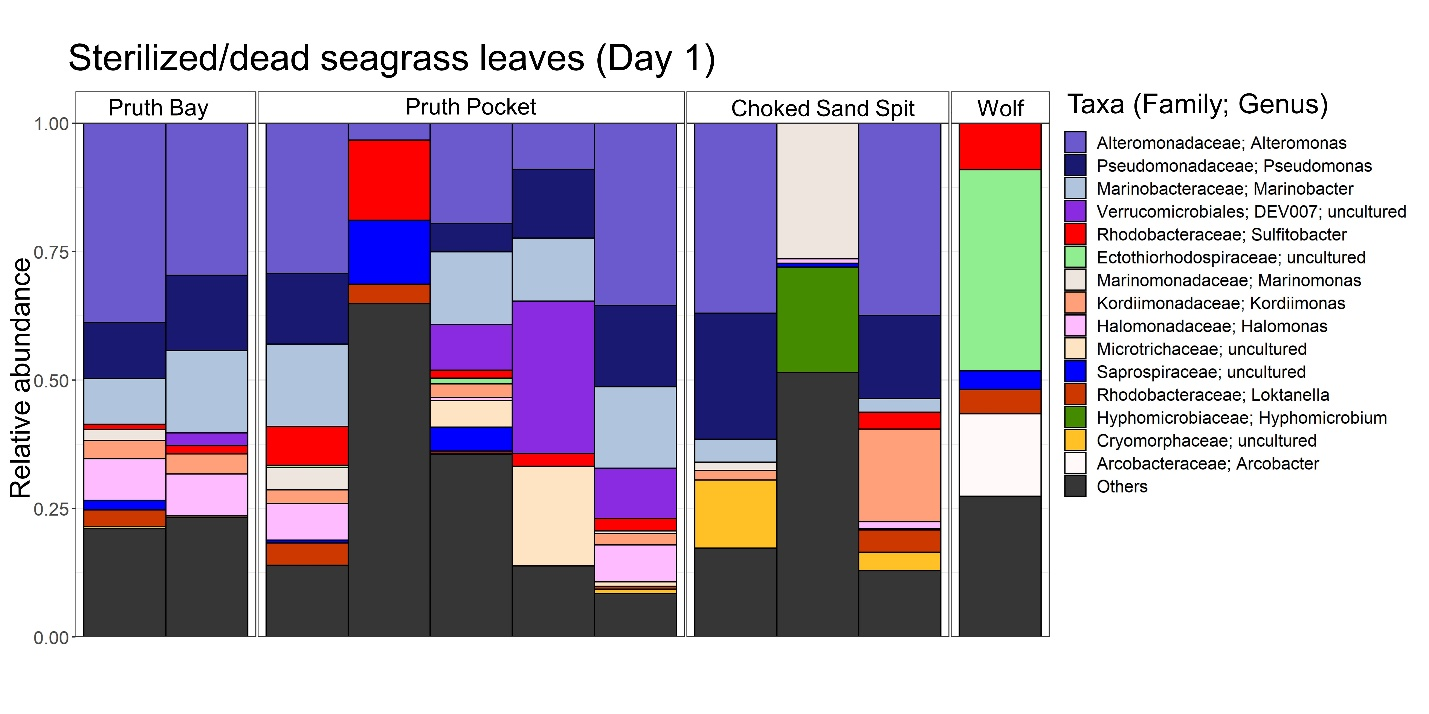 Sterilized/dead seagrass leaves (Day 1)
Pruth Bay
Pruth Pocket
Choked Sand Spit
Wolf
1.00
0.75
0.50
0.25
0.00
Relative abundance
Taxa (Family; Genus)
Alteromonadaceae; Alteromonas
Pseudomonadaceae; Pseudomonas
Marinobacteraceae; Marinobacter
Verrucomicrobiales; DEV007; uncultured
Rhodobacteraceae; Sulfitobacter
Ectothiorhodospiraceae; uncultured
Marinomonadaceae; Marinomonas
Kordiimonadaceae; Kordiimonas
Halomonadaceae; Halomonas
Microtrichaceae; uncultured
Saprospiraceae; uncultured
Rhodobacteraceae; Loktanella
Hyphomicrobiaceae; Hyphomicrobium
Cryomorphaceae; uncultured
Arcobacteraceae; Arcobacter
Others